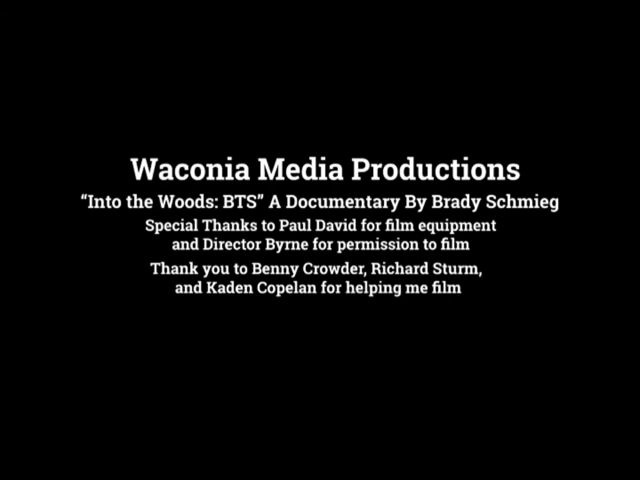 Waconia Media Productions
“Into the Woods: BTS” A Documentary By Brady Schmieg
Special Thanks to Paul David for film equipment
and Director Byrne for permission to film
Thank you to Benny Crowder, Richard Sturm,
and Kaden Copelan for helping me film